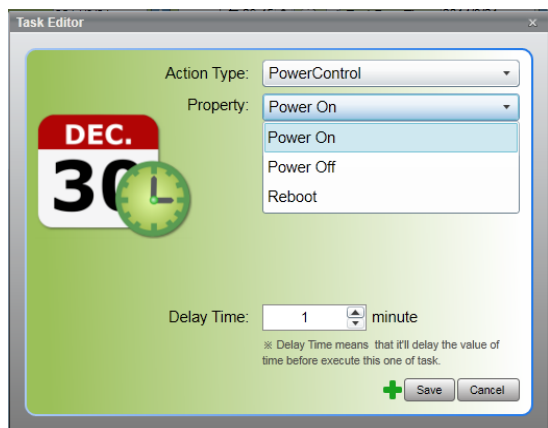 Task Editor
Action Type: PowerControl
Property: Power On
Power On
Power Off
Reboot
DEC.
30
Delay Time: 1 minute
※ Delay Time means that it'll delay the value of
time before execute this one of task.
Save Cancel